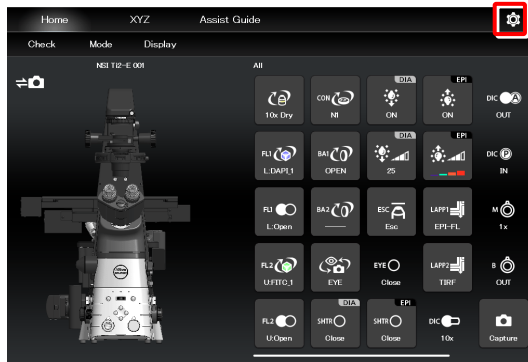 Home XYZ Assist Guide
Check Mode Display
NSI Ti2-E 001
All
10x Dry
CON
N1
DIA
ON
EPI
ON
DIC A
OUT
FL1
L:DAPI_1
BA1
OPEN
DIA
25
EPI
DIC P
IN
FL1
L:Open
BA2
ESC
Esc
LAPP1
EPI-FL
M
1x
FL2
U:FITC_1
EYE
EYE
Close
LAPP2
TIRF
B
OUT
FL2
U:Open
DIA
SHTR
Close
EPI
SHTR
Close
DIC
10x
Capture